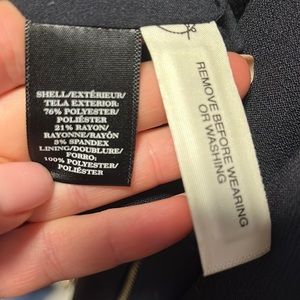 SHELL/EXTÉRIEUR/
TELA EXTERIOR:
76% POLYESTER/
POLIÉSTER
21% RAYON/
RAYONNE/RAYÓN
3% SPANDEX
LINING/DOUBLURE/
FORRO:
100% POLYESTER/
POLIÉSTER
REMOVE BEFORE WEARING
OR WASHING